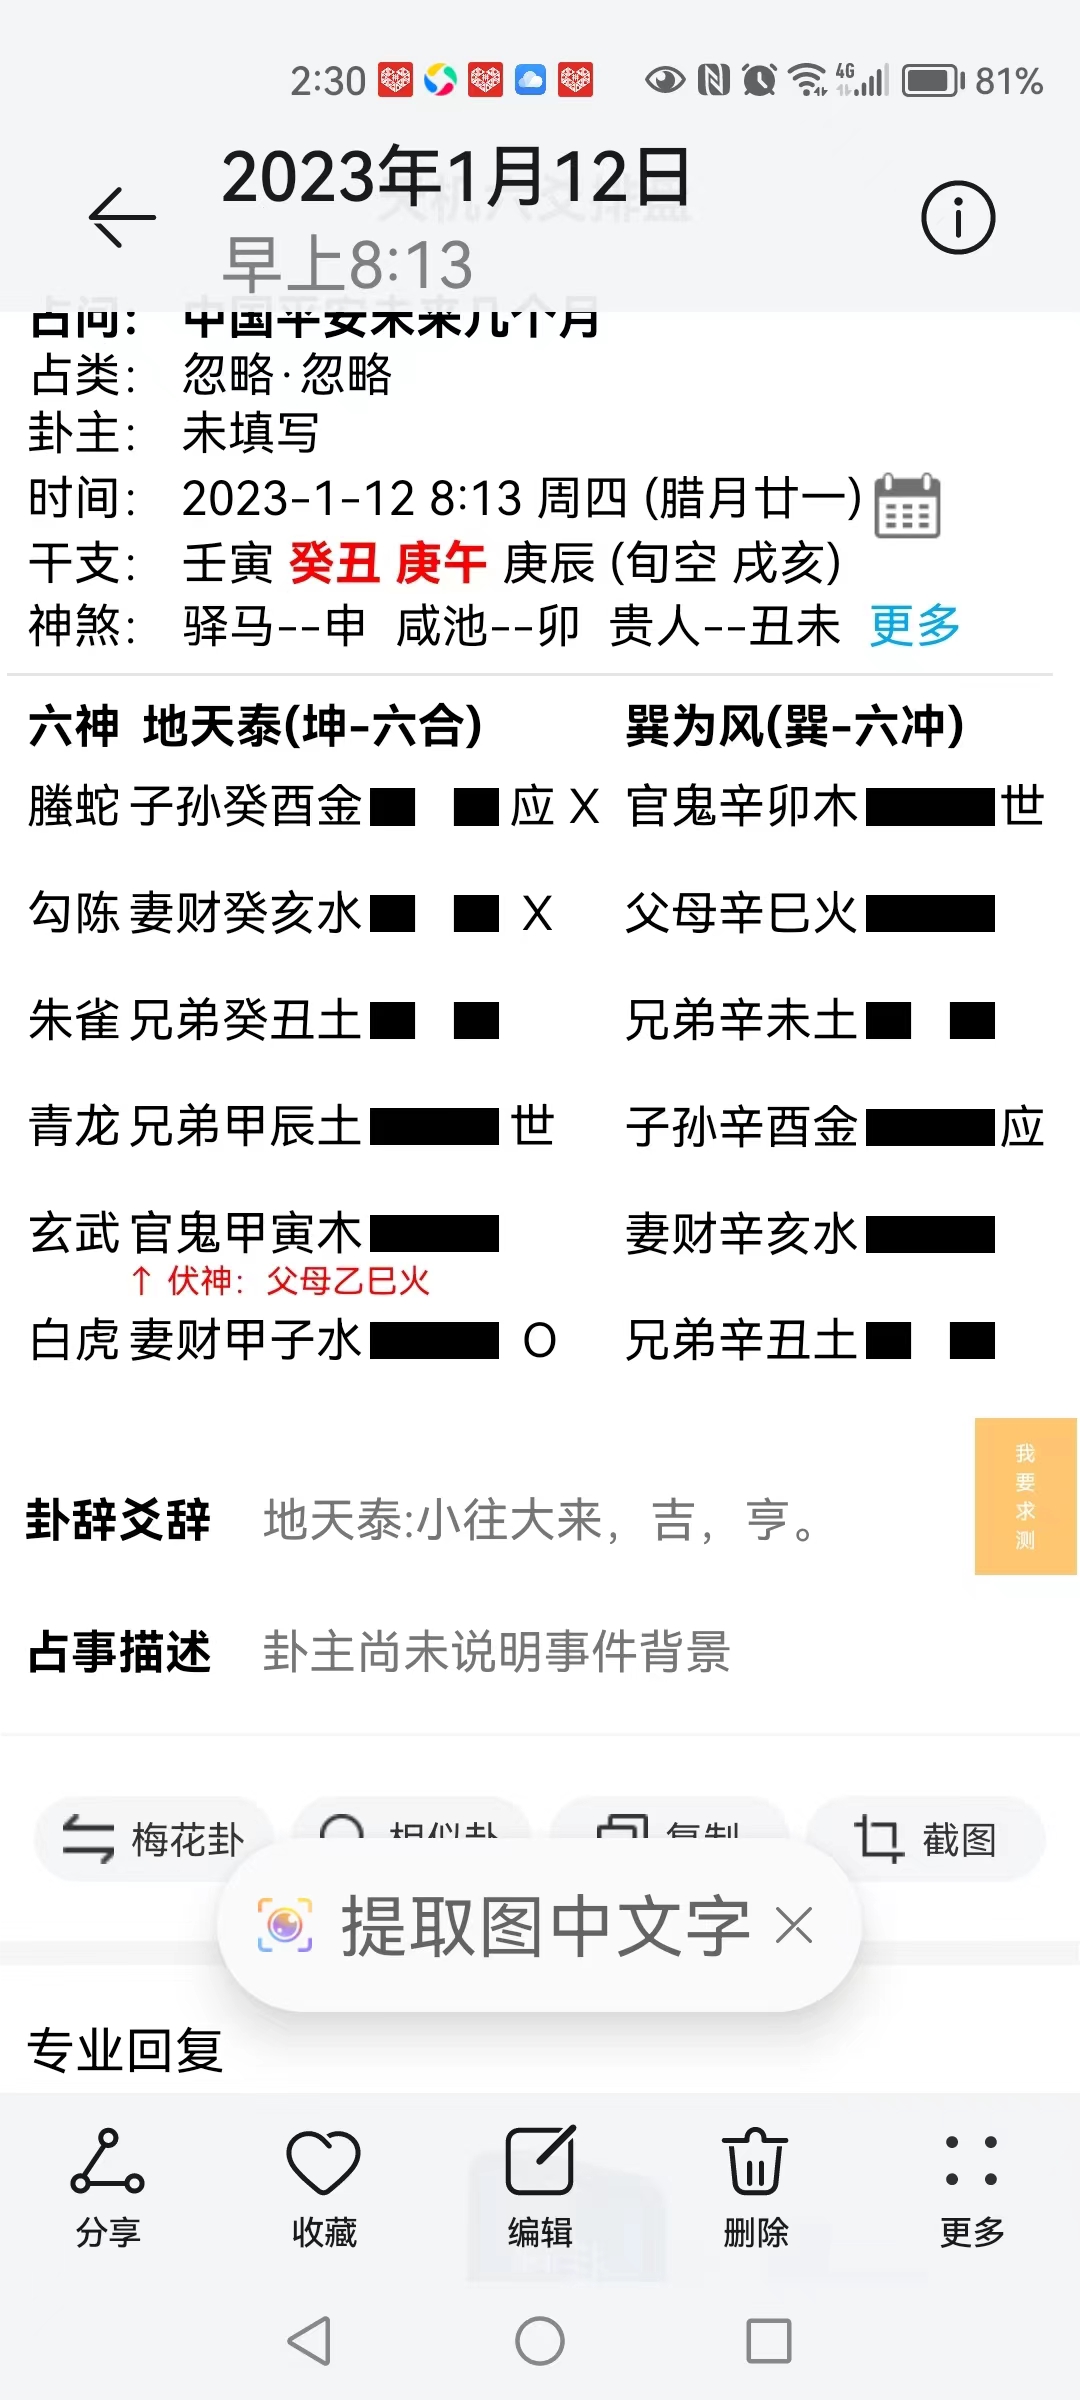 2:30 4G 81%
2023年1月12日
早上8:13
占问： 中国平安未来几个月
占类： 忽略·忽略
卦主： 未填写
时间： 2023-1-12 8:13 周四 (腊月廿一)
干支： 壬寅 癸丑 庚午 庚辰 (旬空 戌亥)
神煞： 驿马--申 咸池--卯 贵人--丑未 更多
六神 地天泰(坤-六合) 巽为风(巽-六冲)
螣蛇 子孙癸酉金 应 X 官鬼辛卯木 世
勾陈 妻财癸亥水 X 父母辛巳火
朱雀 兄弟癸丑土 兄弟辛未土
青龙 兄弟甲辰土 世 子孙辛酉金 应
玄武 官鬼甲寅木 妻财辛亥水
↑ 伏神：父母乙巳火
白虎 妻财甲子水 O 兄弟辛丑土
我要求测
卦辞爻辞 地天泰:小往大来，吉，亨。
占事描述 卦主尚未说明事件背景
梅花卦 相似卦 复制 截图
提取图中文字
专业回复
分享 收藏 编辑 删除 更多